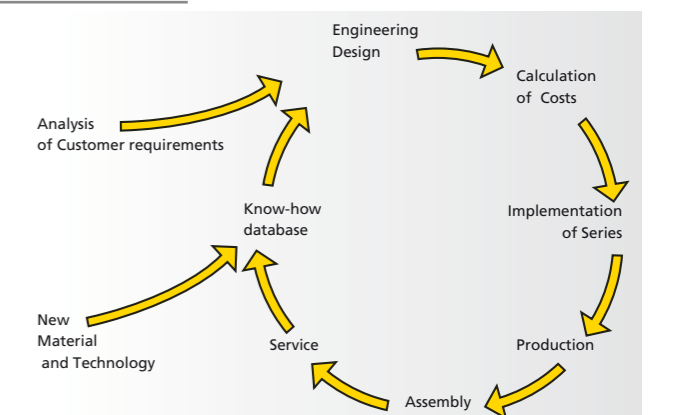 Engineering
Design
Calculation
of Costs
Analysis
of Customer requirements
Know-how
database
Implementation
of Series
New
Material
and Technology
Service
Production
Assembly